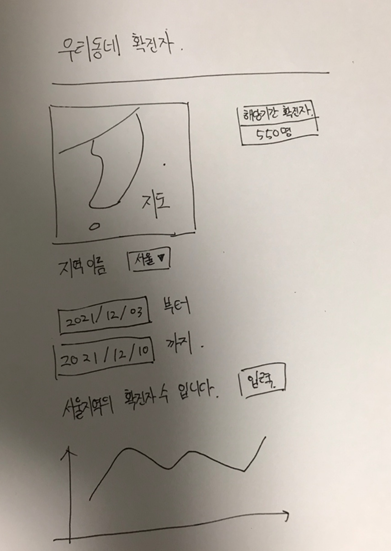 우리동네 확진자.
해당기간 확진자.
550명
지도
지역이름 서울 ▼
2021/12/03 부터
2021/12/10 까지.
서울지역의 확진자 수 입니다. 입력.